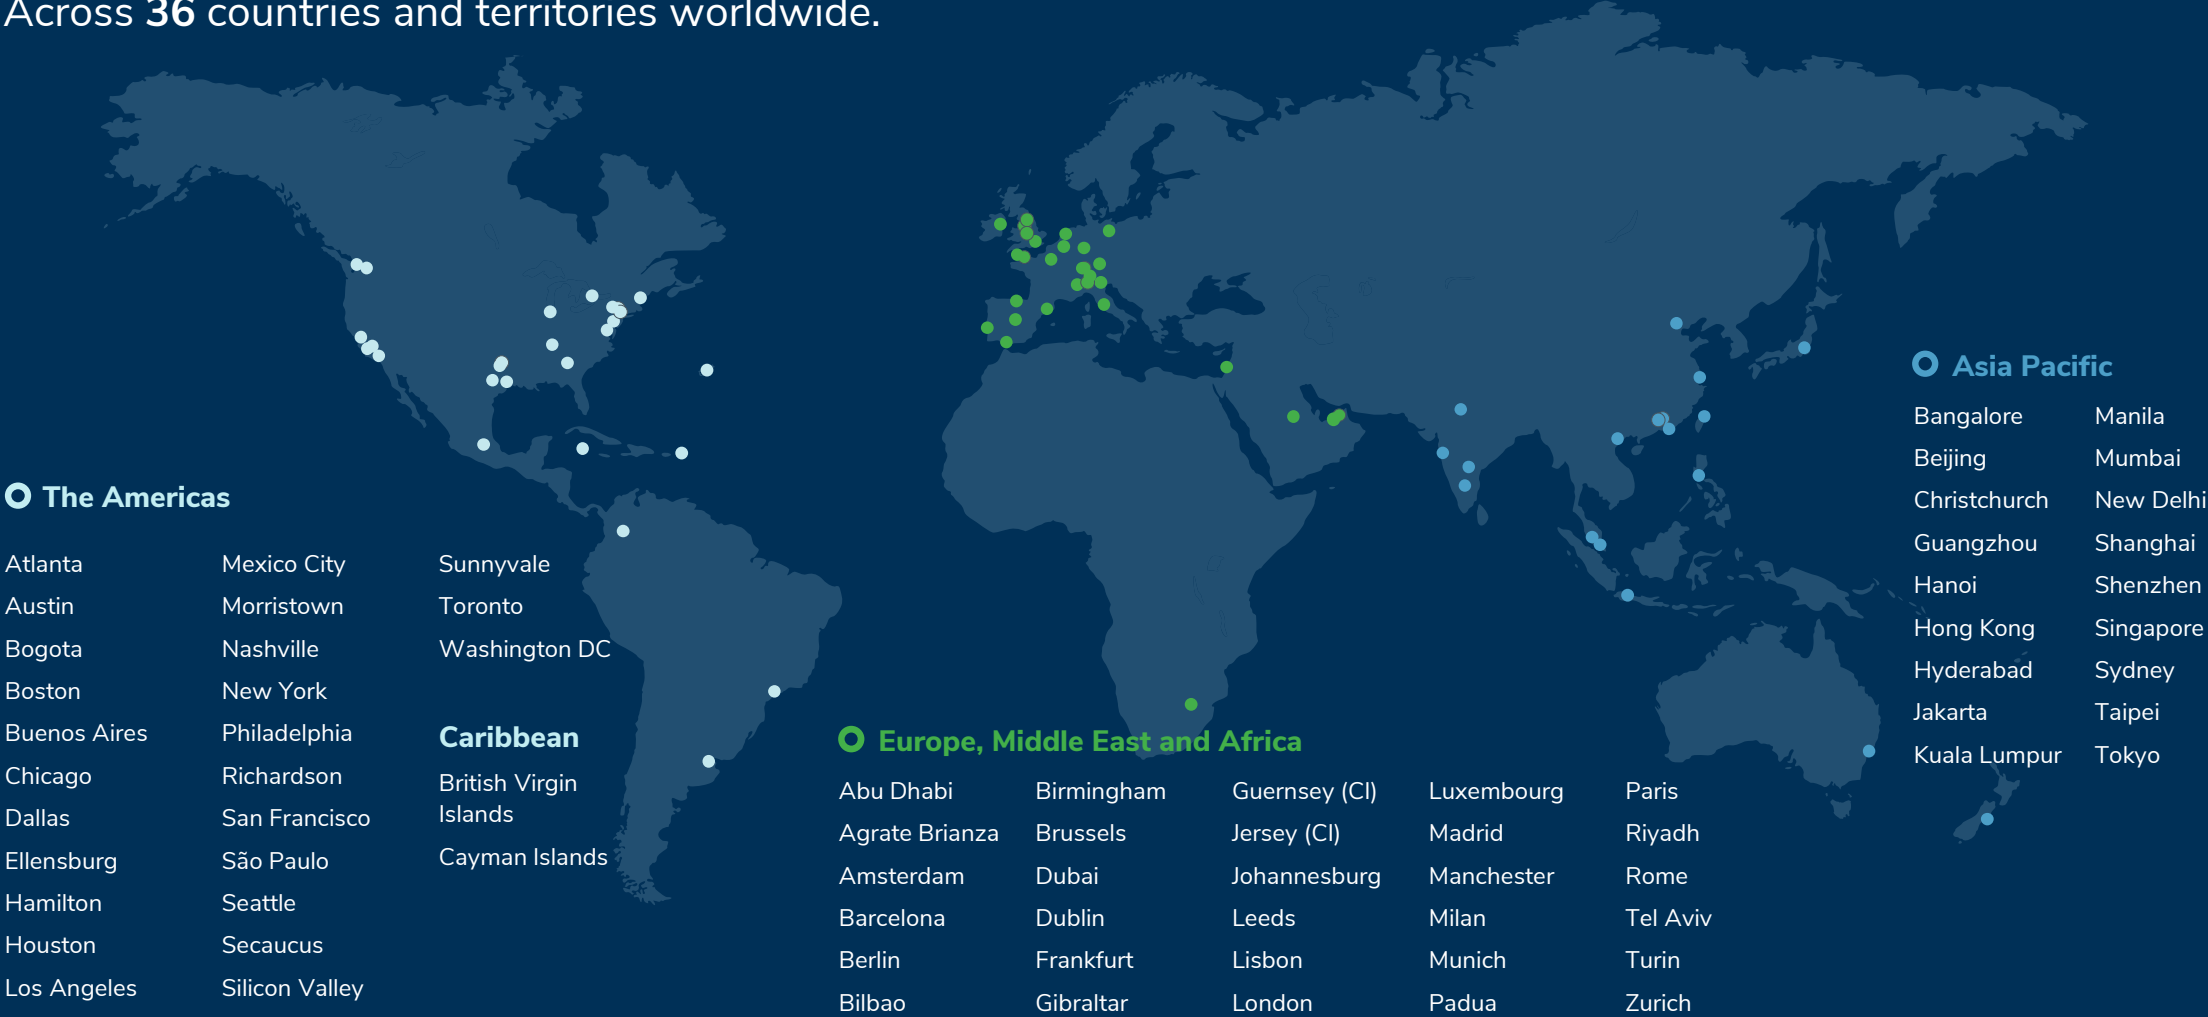 Across 36 countries and territories worldwide.
The Americas
Atlanta
Austin
Bogota
Boston
Buenos Aires
Chicago
Dallas
Ellensburg
Hamilton
Houston
Los Angeles
Mexico City
Morristown
Nashville
New York
Philadelphia
Richardson
San Francisco
São Paulo
Seattle
Secaucus
Silicon Valley
Sunnyvale
Toronto
Washington DC
Caribbean
British Virgin
Islands
Cayman Islands
Europe, Middle East and Africa
Abu Dhabi
Agrate Brianza
Amsterdam
Barcelona
Berlin
Bilbao
Birmingham
Brussels
Dubai
Dublin
Frankfurt
Gibraltar
Guernsey (CI)
Jersey (CI)
Johannesburg
Leeds
Lisbon
London
Luxembourg
Madrid
Manchester
Milan
Munich
Padua
Paris
Riyadh
Rome
Tel Aviv
Turin
Zurich
Asia Pacific
Bangalore
Beijing
Christchurch
Guangzhou
Hanoi
Hong Kong
Hyderabad
Jakarta
Kuala Lumpur
Manila
Mumbai
New Delhi
Shanghai
Shenzhen
Singapore
Sydney
Taipei
Tokyo